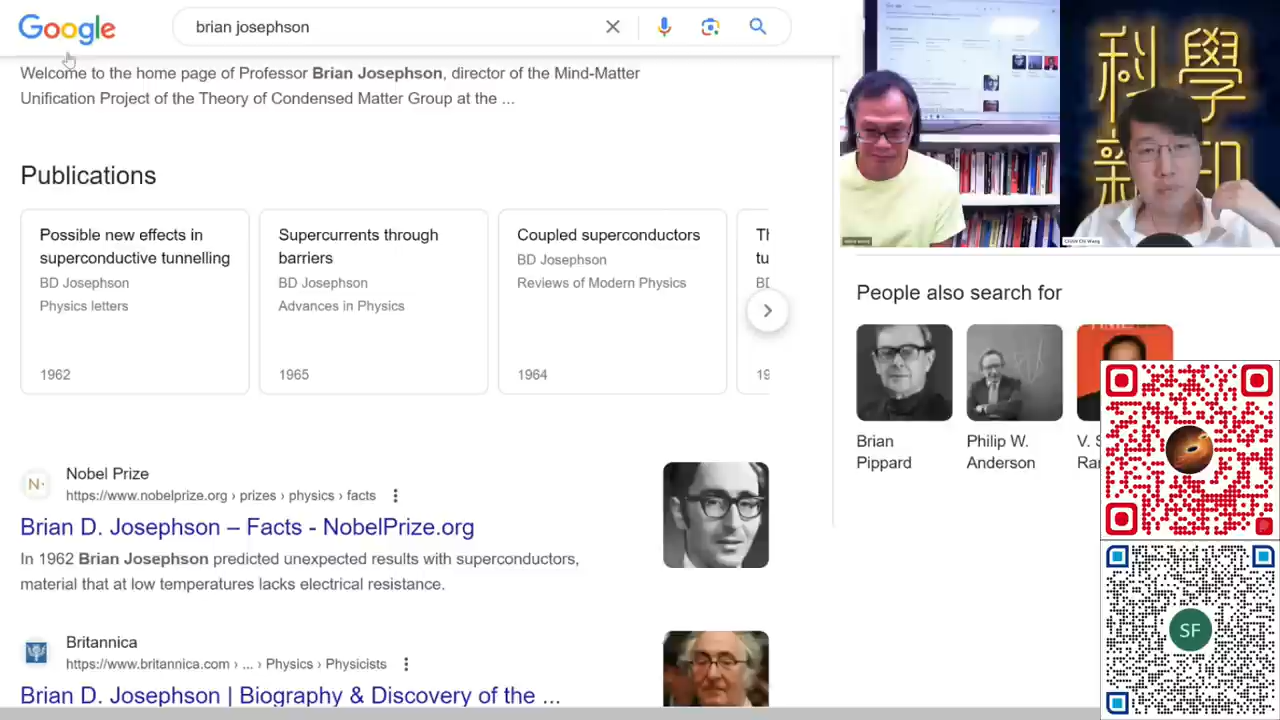 Google
brian josephson
Welcome to the home page of Professor Brian Josephson, director of the Mind-Matter
Unification Project of the Theory of Condensed Matter Group at the ...
Publications
Possible new effects in
superconductive tunnelling
BD Josephson
Physics letters
1962
Supercurrents through
barriers
BD Josephson
Advances in Physics
1965
Coupled superconductors
BD Josephson
Reviews of Modern Physics
1964
Nobel Prize
https://www.nobelprize.org › prizes › physics › facts
Brian D. Josephson – Facts - NobelPrize.org
In 1962 Brian Josephson predicted unexpected results with superconductors,
material that at low temperatures lacks electrical resistance.
Britannica
https://www.britannica.com › ... › Physics › Physicists
Brian D. Josephson | Biography & Discovery of the ...
科學
新知
CHAN Chi Wang
People also search for
Brian
Pippard
Philip W.
Anderson
SF